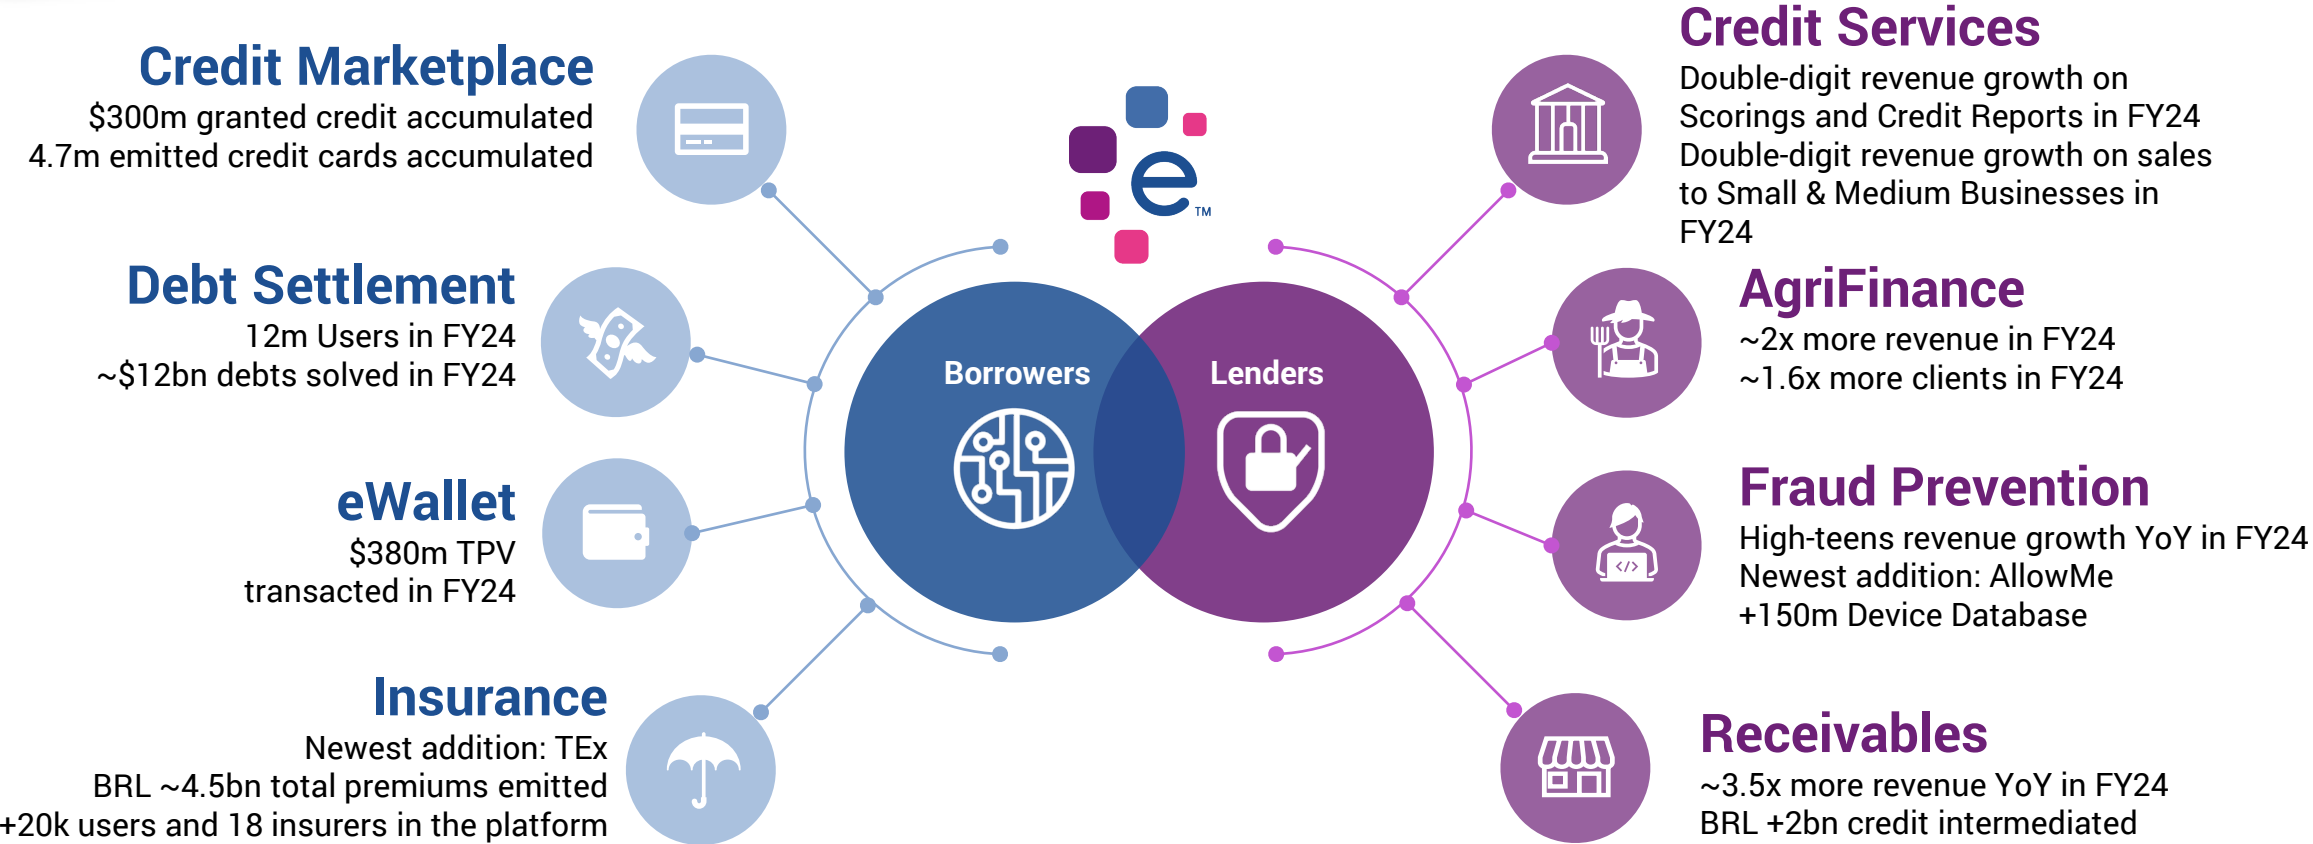 Credit Marketplace
$300m granted credit accumulated
4.7m emitted credit cards accumulated
Debt Settlement
12m Users in FY24
~$12bn debts solved in FY24
eWallet
$380m TPV
transacted in FY24
Insurance
Newest addition: TEx
BRL ~4.5bn total premiums emitted
+20k users and 18 insurers in the platform
e™
Borrowers
Lenders
Credit Services
Double-digit revenue growth on
Scorings and Credit Reports in FY24
Double-digit revenue growth on sales
to Small & Medium Businesses in
FY24
AgriFinance
~2x more revenue in FY24
~1.6x more clients in FY24
Fraud Prevention
High-teens revenue growth YoY in FY24
Newest addition: AllowMe
+150m Device Database
</>
Receivables
~3.5x more revenue YoY in FY24
BRL +2bn credit intermediated